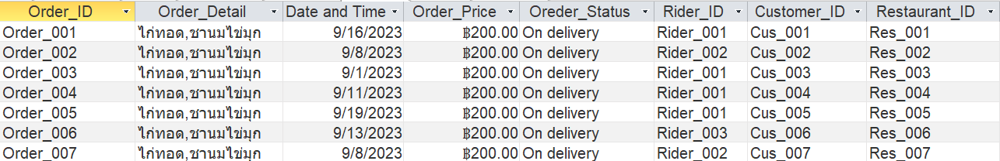 Order_ID Order_Detail Date and Time Order_Price Oreder_Status Rider_ID Customer_ID Restaurant_ID
Order_001 ไก่ทอด,ชานมไข่มุก 9/16/2023 ฿200.00 On delivery Rider_001 Cus_001 Res_001
Order_002 ไก่ทอด,ชานมไข่มุก 9/8/2023 ฿200.00 On delivery Rider_002 Cus_002 Res_002
Order_003 ไก่ทอด,ชานมไข่มุก 9/1/2023 ฿200.00 On delivery Rider_001 Cus_003 Res_003
Order_004 ไก่ทอด,ชานมไข่มุก 9/11/2023 ฿200.00 On delivery Rider_001 Cus_004 Res_004
Order_005 ไก่ทอด,ชานมไข่มุก 9/19/2023 ฿200.00 On delivery Rider_001 Cus_005 Res_005
Order_006 ไก่ทอด,ชานมไข่มุก 9/13/2023 ฿200.00 On delivery Rider_003 Cus_006 Res_006
Order_007 ไก่ทอด,ชานมไข่มุก 9/8/2023 ฿200.00 On delivery Rider_002 Cus_007 Res_007